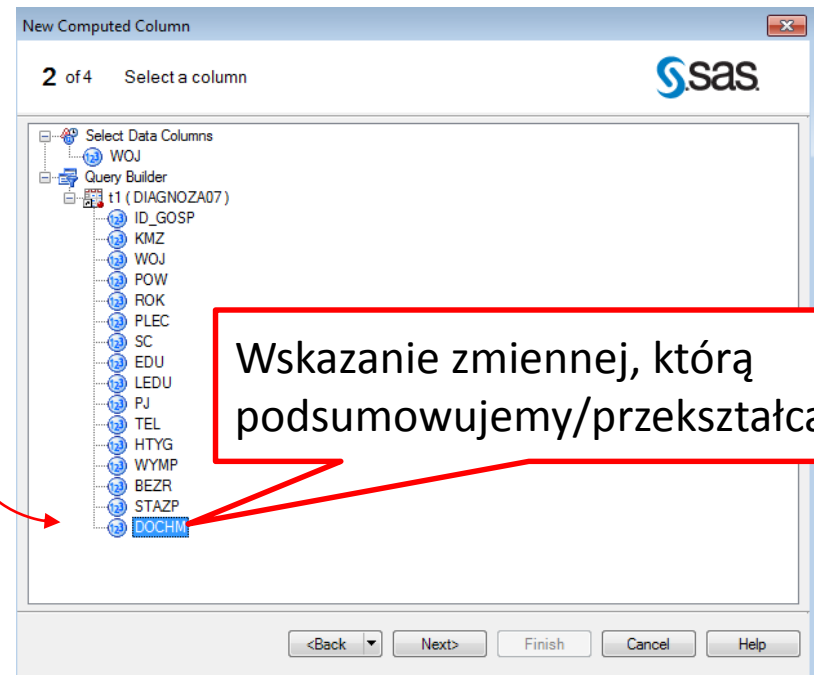 New Computed Column
2 of 4 Select a column
sas
Select Data Columns
WOJ
Query Builder
t1 ( DIAGNOZA07 )
ID_GOSP
KMZ
WOJ
POW
ROK
PLEC
SC
EDU
LEDU
PJ
TEL
HTYG
WYMP
BEZR
STAZP
DOCHM
Wskazanie zmiennej, którą
podsumowujemy/przekształca
<Back Next> Finish Cancel Help